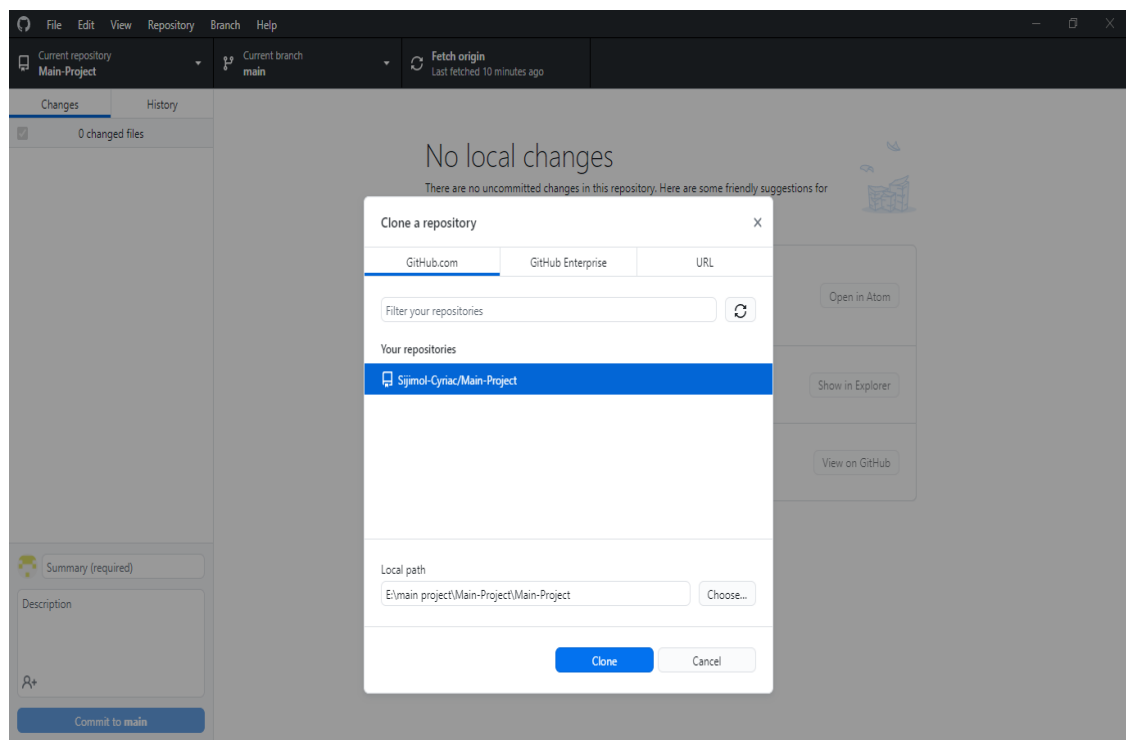 File Edit View Repository Branch Help
Current repository
Main-Project
Current branch
main
Fetch origin
Last fetched 10 minutes ago
Changes History
0 changed files
No local changes
There are no uncommitted changes in this repository. Here are some friendly suggestions for
Clone a repository
GitHub.com GitHub Enterprise URL
Filter your repositories
Your repositories
Sijimol-Cyriac/Main-Project
Open in Atom
Show in Explorer
View on GitHub
Local path
E:\main project\Main-Project\Main-Project Choose...
Clone Cancel
Summary (required)
Description
Commit to main